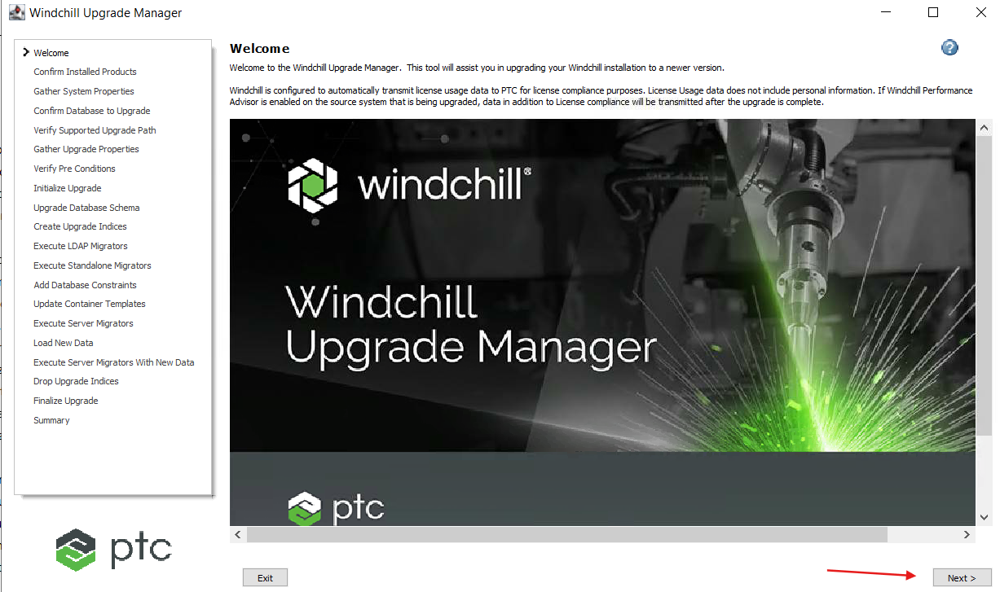 Windchill Upgrade Manager
Welcome
Confirm Installed Products
Gather System Properties
Confirm Database to Upgrade
Verify Supported Upgrade Path
Gather Upgrade Properties
Verify Pre Conditions
Initialize Upgrade
Upgrade Database Schema
Create Upgrade Indices
Execute LDAP Migrators
Execute Standalone Migrators
Add Database Constraints
Update Container Templates
Execute Server Migrators
Load New Data
Execute Server Migrators With New Data
Drop Upgrade Indices
Finalize Upgrade
Summary
ptc
Welcome
?
Welcome to the Windchill Upgrade Manager. This tool will assist you in upgrading your Windchill installation to a newer version.
Windchill is configured to automatically transmit license usage data to PTC for license compliance purposes. License Usage data does not include personal information. If Windchill Performance
Advisor is enabled on the source system that is being upgraded, data in addition to License compliance will be transmitted after the upgrade is complete.
windchill®
Windchill
Upgrade Manager
ptc
Exit
Next >